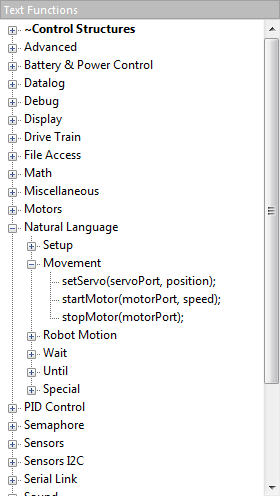 Text Functions
~Control Structures
Advanced
Battery & Power Control
Datalog
Debug
Display
Drive Train
File Access
Math
Miscellaneous
Motors
Natural Language
Setup
Movement
setServo(servoPort, position);
startMotor(motorPort, speed);
stopMotor(motorPort);
Robot Motion
Wait
Until
Special
PID Control
Semaphore
Sensors
Sensors I2C
Serial Link
Sound